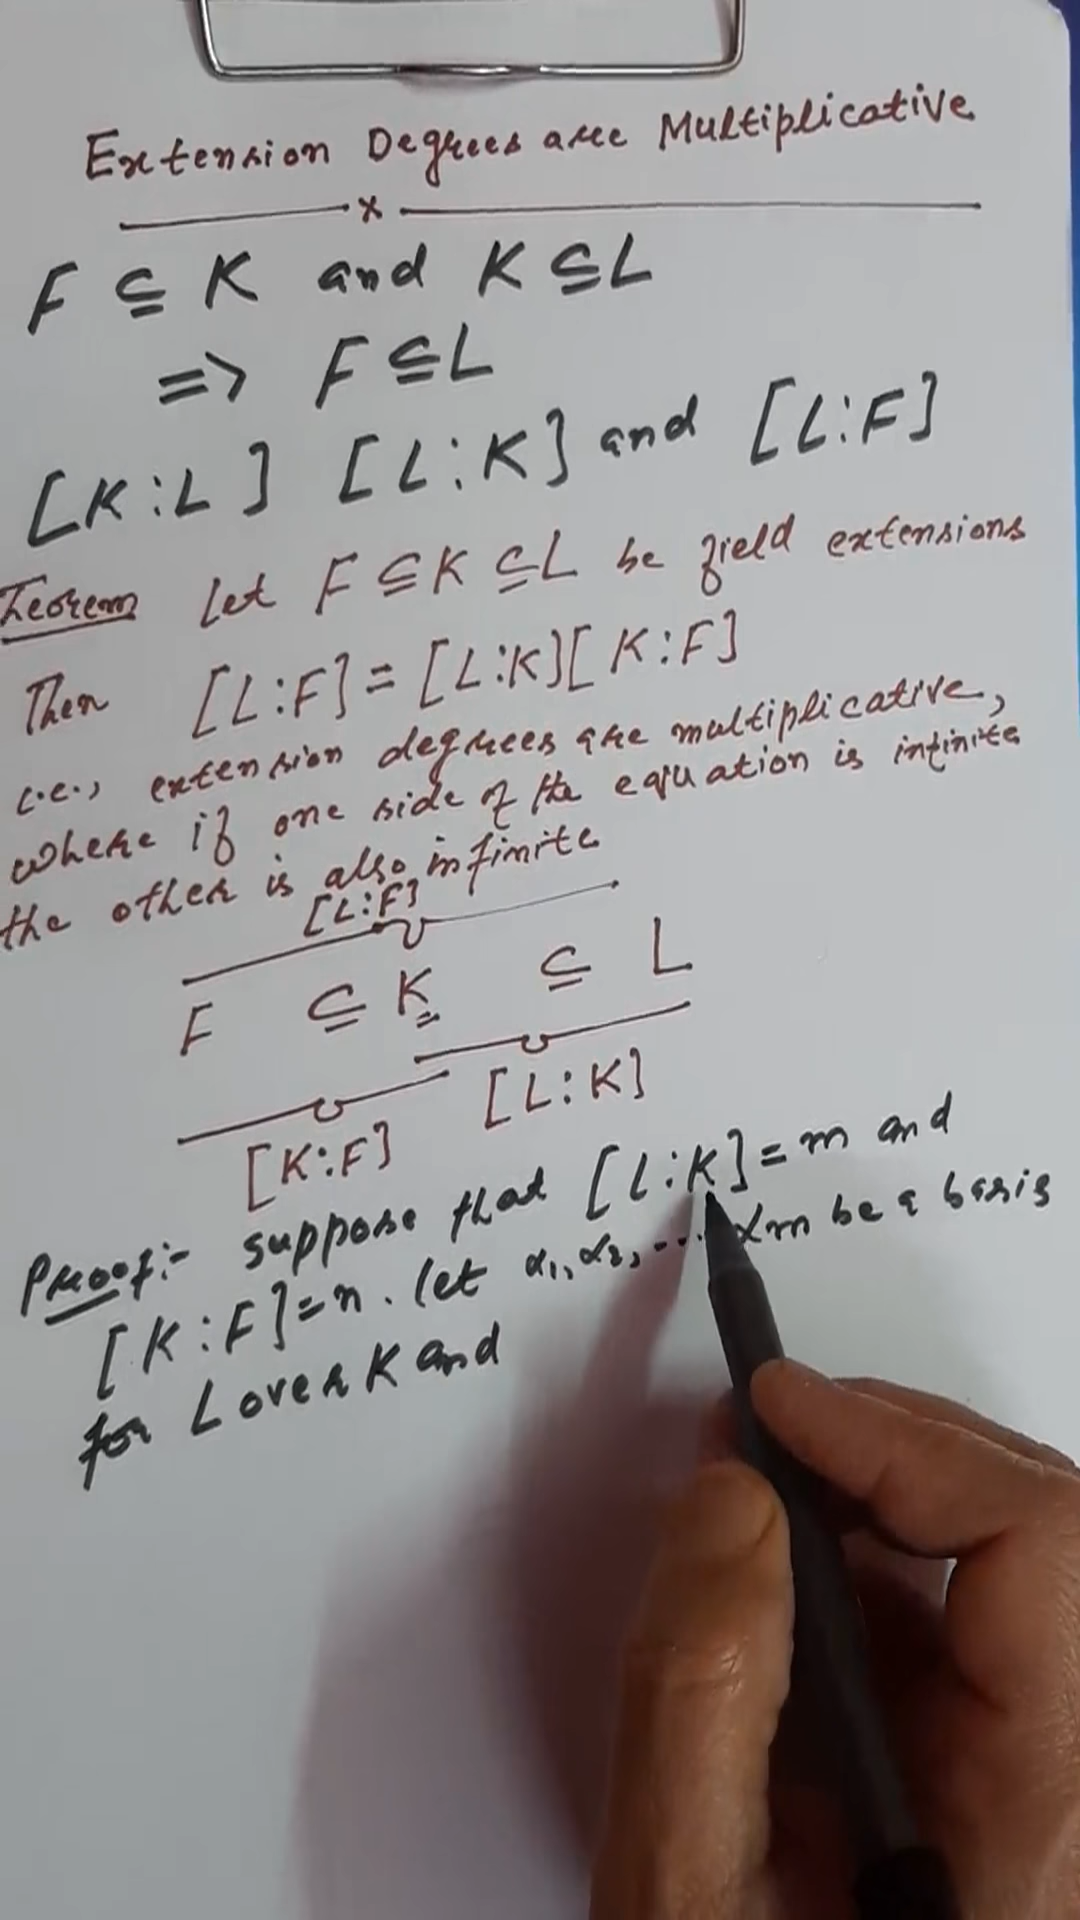 Extension Degrees are Multiplicative
x
F ⊆ K and K ⊆ L
=> F ⊆ L
[K:L] [L:K] and [L:F]
Teorem Let F ⊆ K ⊆ L be field extensions
Then [L:F] = [L:K][K:F]
i.e., extension degrees are multiplicative,
where if one side of the equation is infinite
the other is also infinite
[L:F]
F ⊆ K ⊆ L
[L:K]
[K:F]
Proof:- suppose that [L:K] = m and
[K:F] = n. Let α1, α2, ... αm be a basis
for L over K and